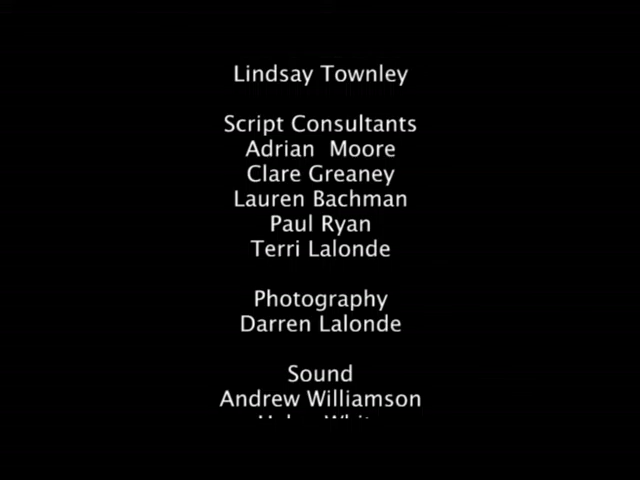 Lindsay Townley
Script Consultants
Adrian  Moore
Clare Greaney
Lauren Bachman
Paul Ryan
Terri Lalonde
Photography
Darren Lalonde
Sound
Andrew Williamson